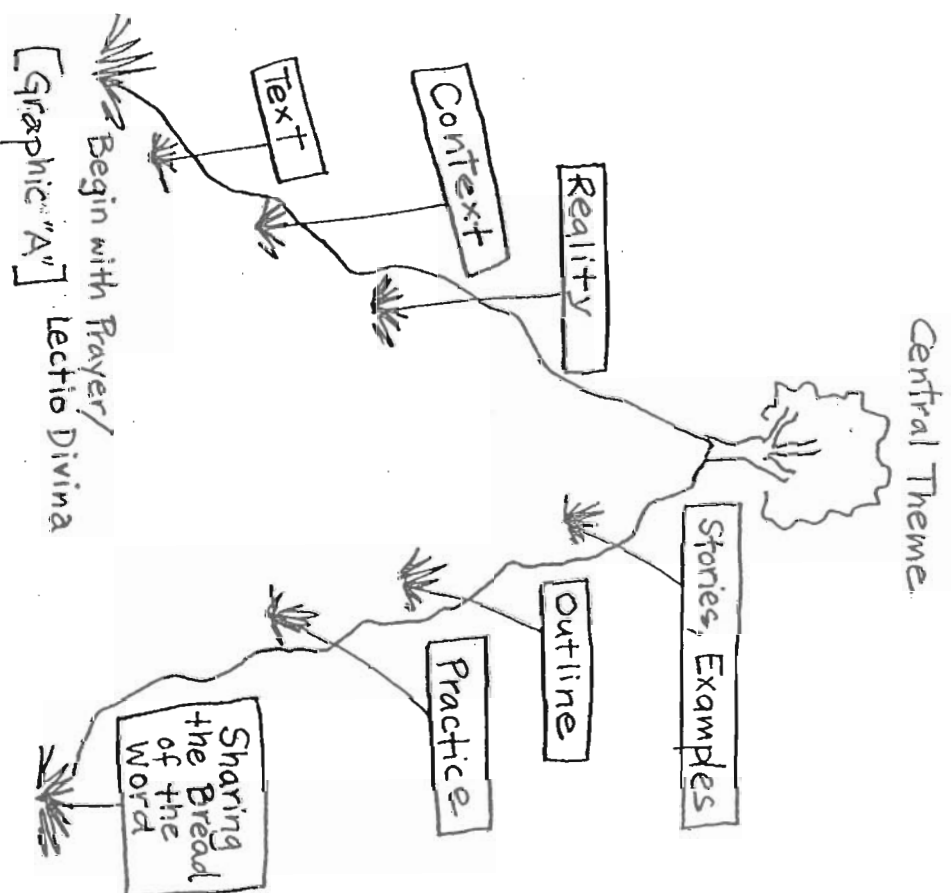 Central Theme
Reality
Context
Text
Begin with Prayer/
Lectio Divina
[Graphic "A"]
Stories, Examples
Outline
Practice
Sharing
the Bread
of the
Word